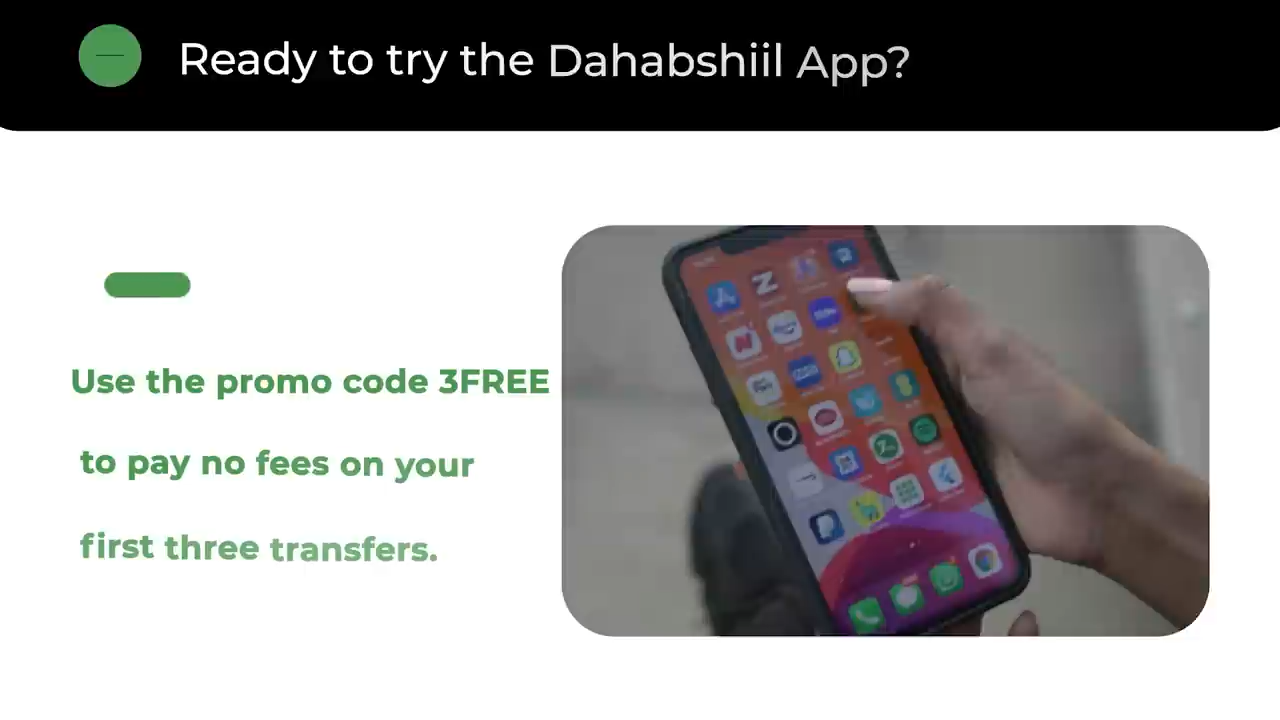 Ready to try the Dahabshiil App?
Use the promo code 3FREE
to pay no fees on your
first three transfers.